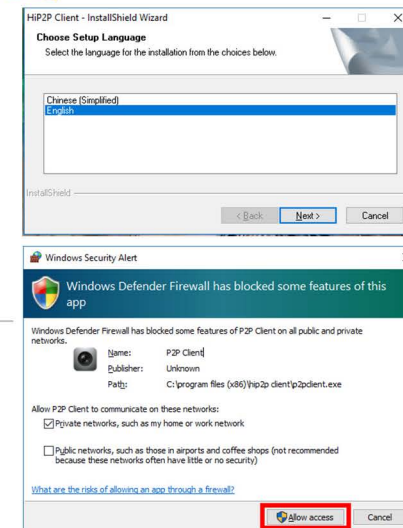 HiP2P Client - InstallShield Wizard
Choose Setup Language
Select the language for the installation from the choices below.
Chinese (Simplified)
English
InstallShield
< Back
Next >
Cancel
Windows Security Alert
Windows Defender Firewall has blocked some features of this
app
Windows Defender Firewall has blocked some features of P2P Client on all public and private
networks.
Name: P2P Client
Publisher: Unknown
Path: C:\program files (x86)\hip2p client\p2pclient.exe
Allow P2P Client to communicate on these networks:
Private networks, such as my home or work network
Public networks, such as those in airports and coffee shops (not recommended
because these networks often have little or no security)
What are the risks of allowing an app through a firewall?
Allow access
Cancel